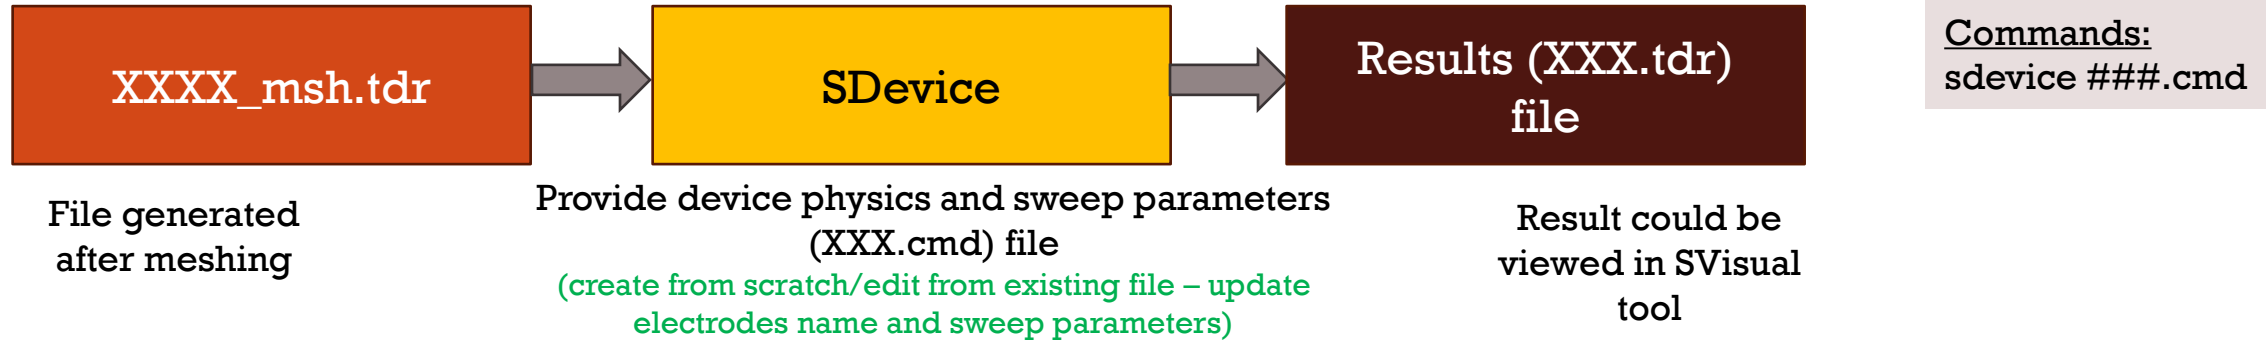 XXXX_msh.tdr
File generated
after meshing
SDevice
Provide device physics and sweep parameters
(XXX.cmd) file
(create from scratch/edit from existing file – update
electrodes name and sweep parameters)
Results (XXX.tdr)
file
Result could be
viewed in SVisual
tool
Commands:
sdevice ###.cmd